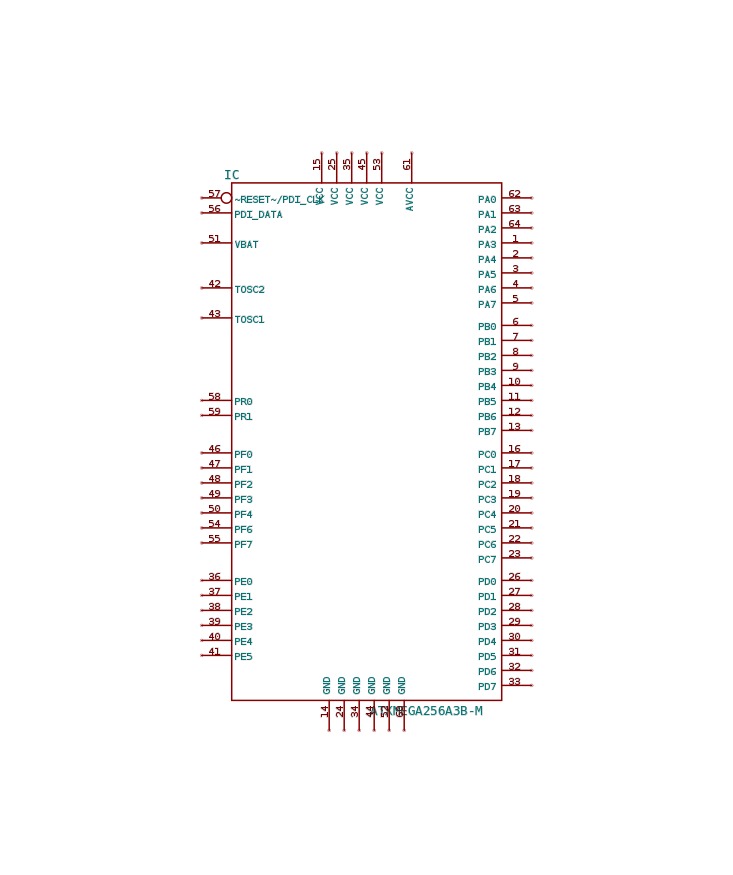 15 25 35 45 53 61
IC
VCC VCC VCC VCC VCC AVCC
57 ~RESET~/PDI_CLK PA0 62
56 PDI_DATA PA1 63
PA2 64
51 VBAT PA3 1
PA4 2
PA5 3
42 TOSC2 PA6 4
PA7 5
43 TOSC1 PB0 6
PB1 7
PB2 8
PB3 9
PB4 10
58 PR0 PB5 11
59 PR1 PB6 12
PB7 13
46 PF0 PC0 16
47 PF1 PC1 17
48 PF2 PC2 18
49 PF3 PC3 19
50 PF4 PC4 20
54 PF6 PC5 21
55 PF7 PC6 22
PC7 23
36 PE0 PD0 26
37 PE1 PD1 27
38 PE2 PD2 28
39 PE3 PD3 29
40 PE4 PD4 30
41 PE5 PD5 31
PD6 32
PD7 33
GND GND GND GND GND GND
14 24 34 44 52
ATXMEGA256A3B-M